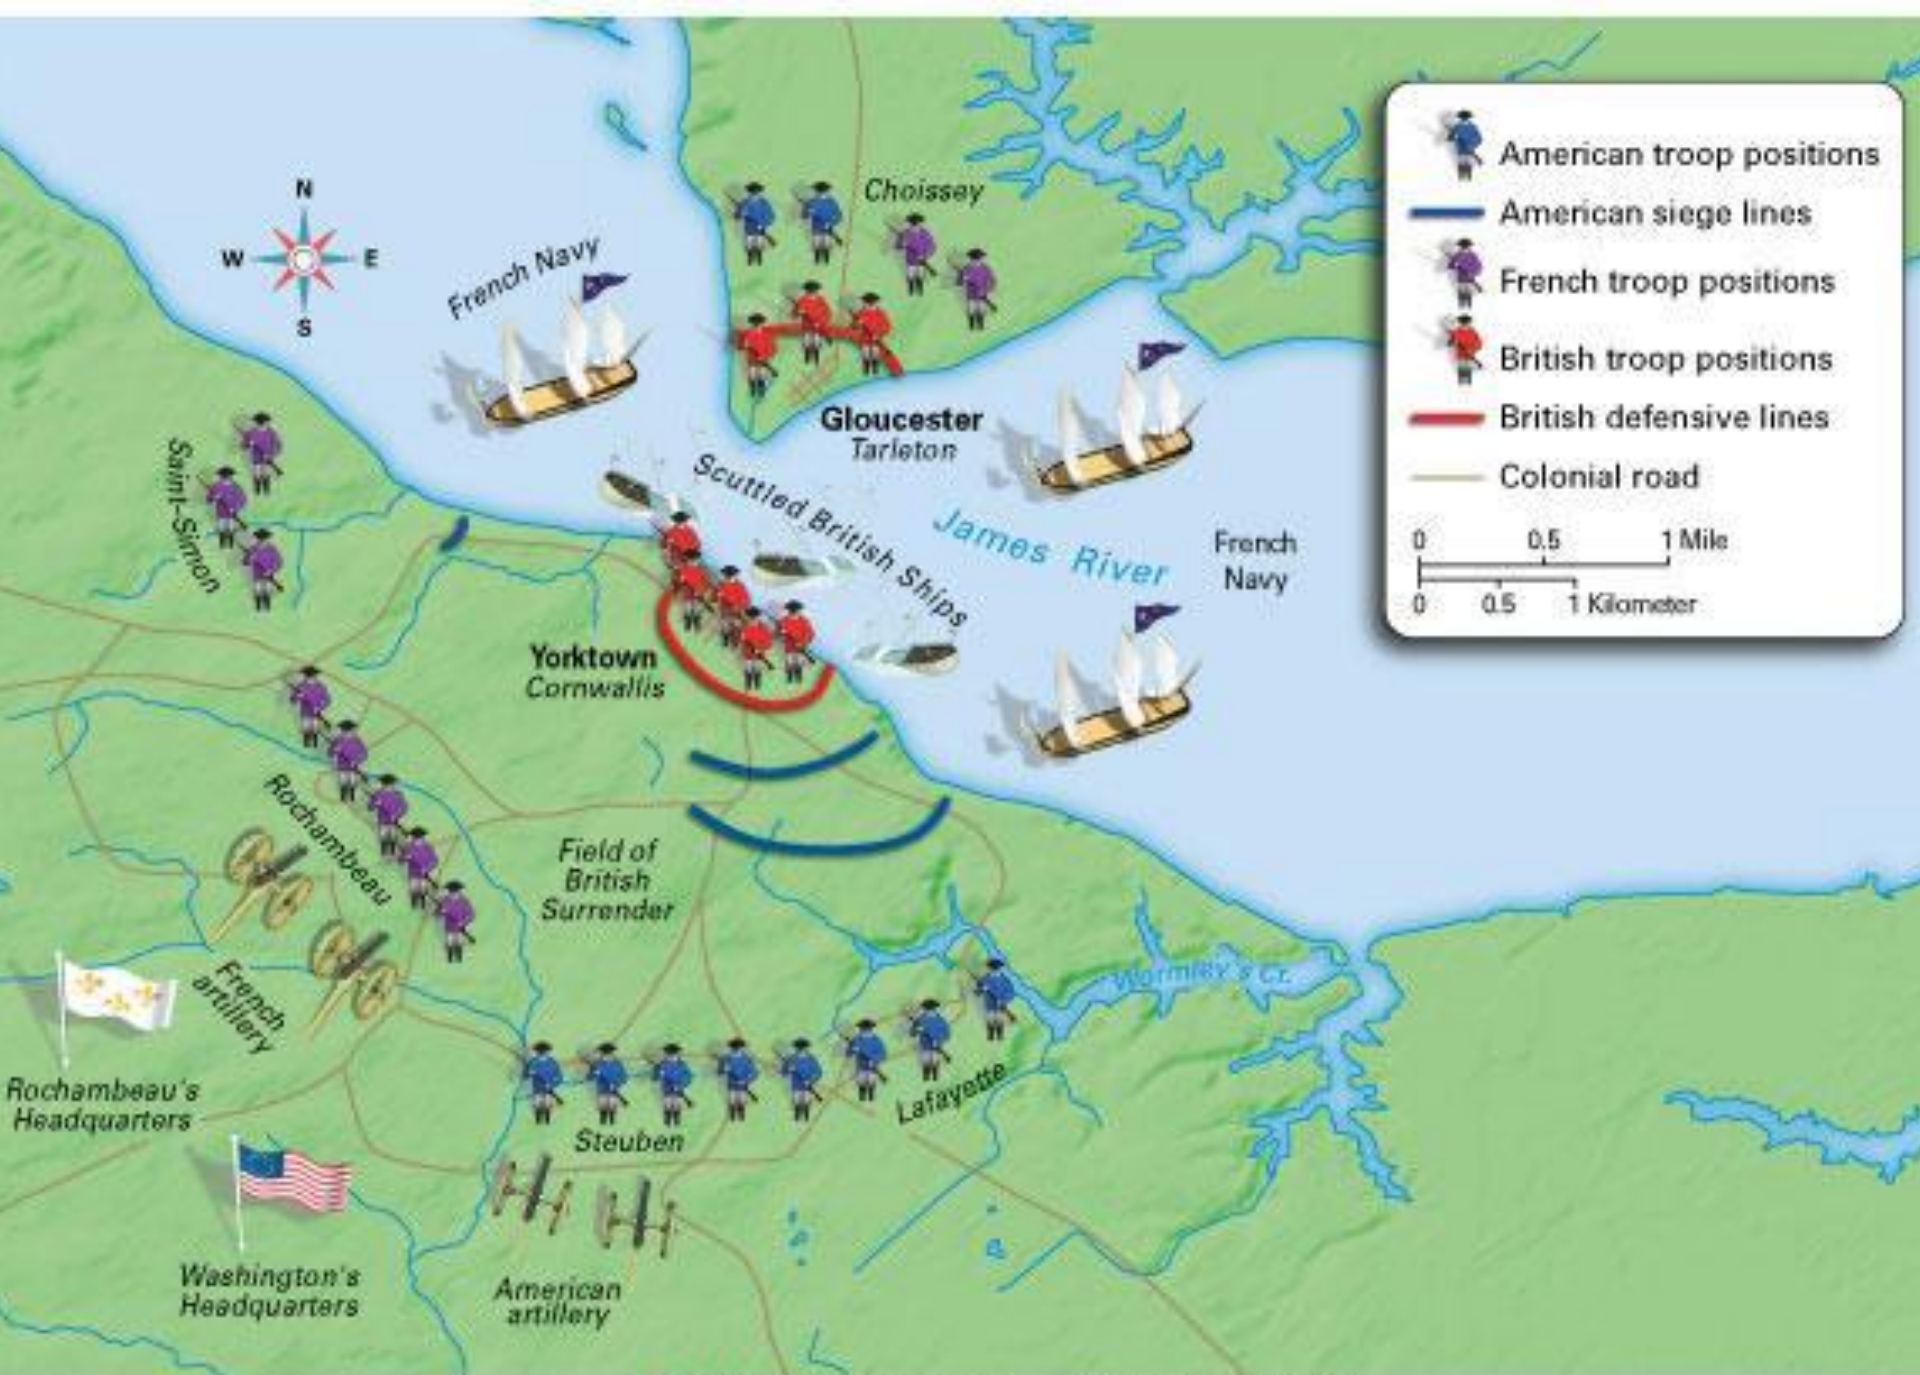 N
W
E
S
French Navy
Choissey
Gloucester
Tarleton
Scuttled British Ships
James River
French
Navy
Saint-Simon
Yorktown
Cornwallis
Rochambeau
Field of
British
Surrender
French
artillery
Wormley's Cr.
Rochambeau's
Headquarters
Steuben
Lafayette
Washington's
Headquarters
American
artillery
American troop positions
American siege lines
French troop positions
British troop positions
British defensive lines
Colonial road
0 0.5 1 Mile
0 0.5 1 Kilometer